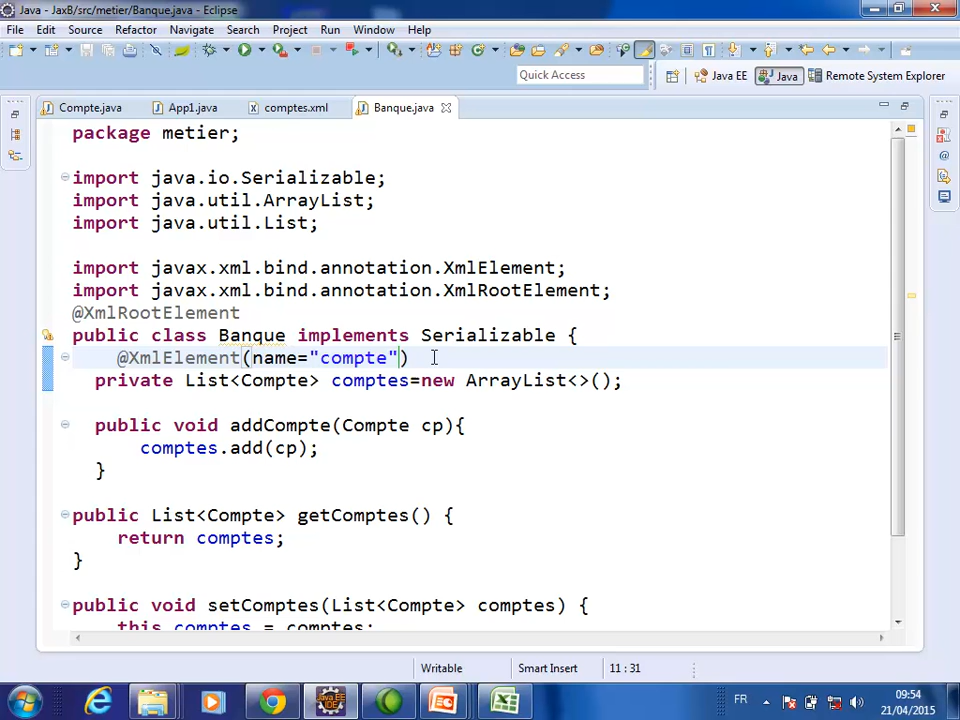 Java - JaxB/src/metier/Banque.java - Eclipse
File Edit Source Refactor Navigate Search Project Run Window Help
Quick Access
Java EE Java Remote System Explorer
Compte.java App1.java comptes.xml Banque.java
package metier;
import java.io.Serializable;
import java.util.ArrayList;
import java.util.List;
import javax.xml.bind.annotation.XmlElement;
import javax.xml.bind.annotation.XmlRootElement;
@XmlRootElement
public class Banque implements Serializable {
@XmlElement(name="compte")
private List<Compte> comptes=new ArrayList<>();
public void addCompte(Compte cp){
comptes.add(cp);
}
public List<Compte> getComptes() {
return comptes;
}
public void setComptes(List<Compte> comptes) {
this comptes = comptes;
Writable Smart Insert 11 : 31
FR 09:54
21/04/2015